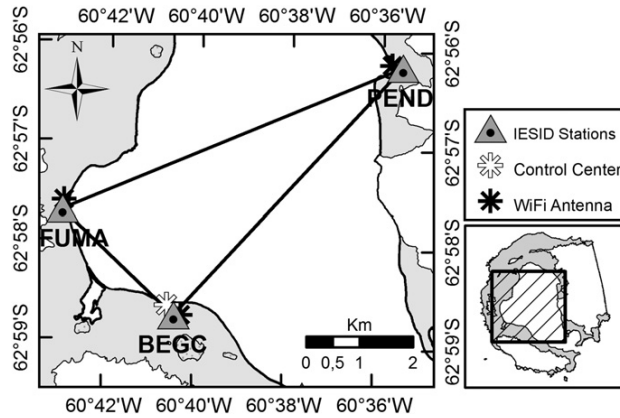 60°42'W 60°40'W 60°38'W 60°36'W
62°56'S
62°56'S
N
PEND
62°57'S
62°57'S
IESID Stations
Control Center
WiFi Antenna
FUMA
62°58'S
62°58'S
BEGC
Km
0 0,5 1 2
62°59'S
62°59'S
60°42'W 60°40'W 60°38'W 60°36'W